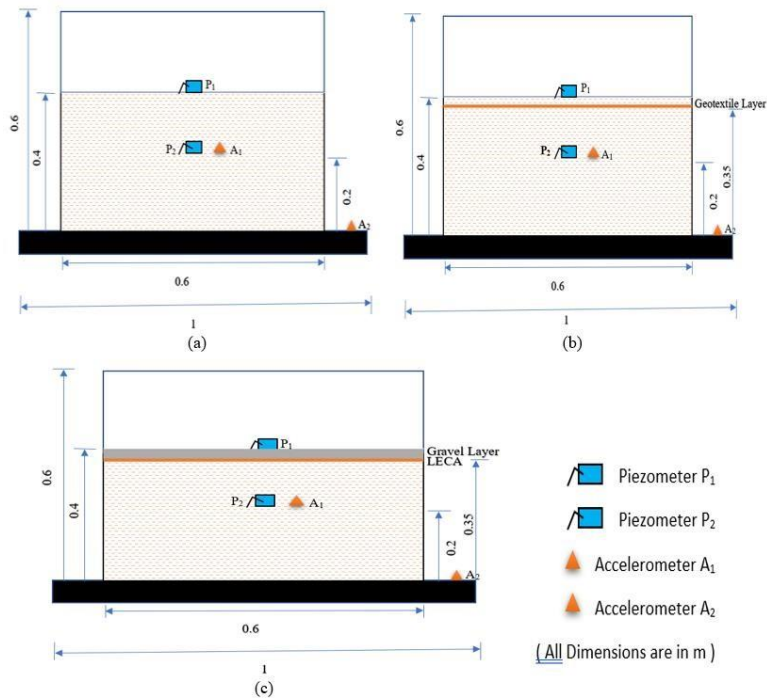 P1
0.6
0.4
P2
A1
0.2
A2
0.6
1
(a)
P1
Geotextile Layer
0.6
0.4
P2
A1
0.35
0.2
A2
0.6
1
(b)
P1
Gravel Layer
LECA
0.6
0.4
P2
A1
0.35
0.2
A2
0.6
1
(c)
Piezometer P1
Piezometer P2
Accelerometer A1
Accelerometer A2
( All Dimensions are in m )